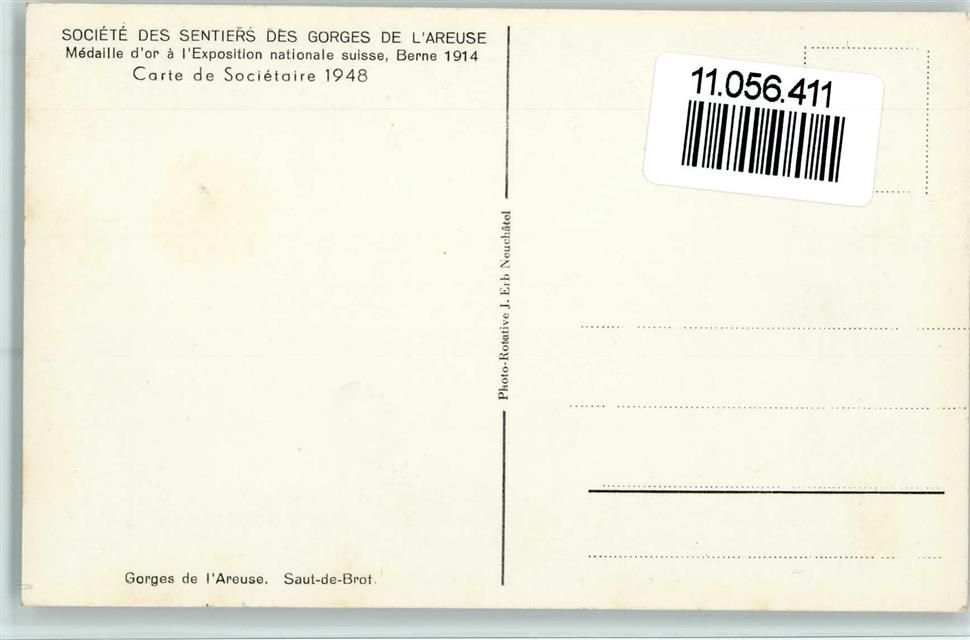 SOCIÉTÉ DES SENTIERS DES GORGES DE L'AREUSE
Médaille d'or à l'Exposition nationale suisse, Berne 1914
Carte de Sociétaire 1948
11.056.411
Photo-Rotative J. Erb Neuchâtel
Gorges de l'Areuse. Saut-de-Brot.